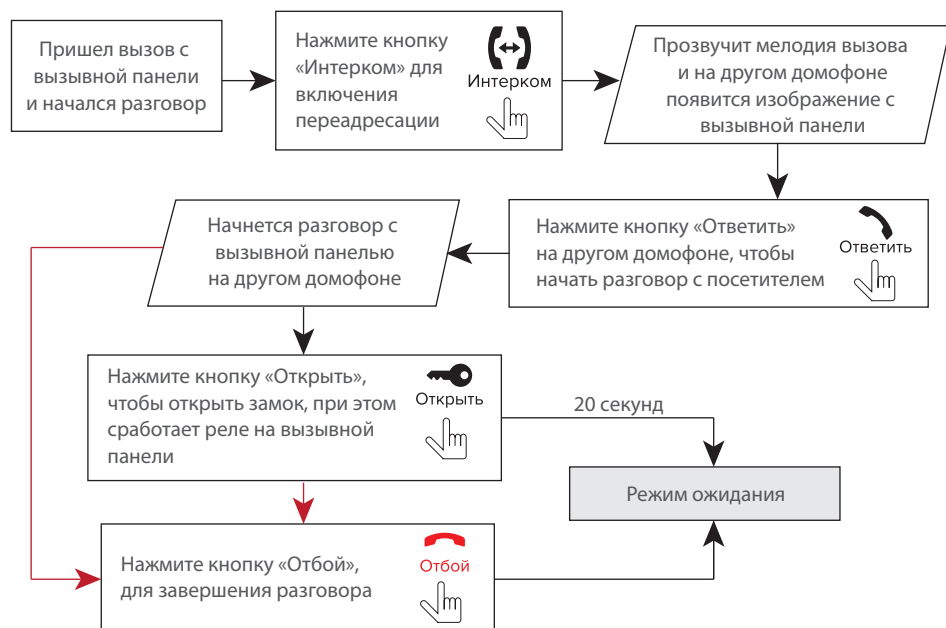 Пришел вызов с
вызывной панели
и начался разговор
Нажмите кнопку
«Интерком» для
включения
переадресации
Интерком
Прозвучит мелодия вызова
и на другом домофоне
появится изображение с
вызывной панели
Нажмите кнопку «Ответить»
на другом домофоне, чтобы
начать разговор с посетителем
Ответить
Начнется разговор с
вызывной панелью
на другом домофоне
Нажмите кнопку «Открыть»,
чтобы открыть замок, при этом
сработает реле на вызывной
панели
Открыть
20 секунд
Режим ожидания
Нажмите кнопку «Отбой»,
для завершения разговора
Отбой